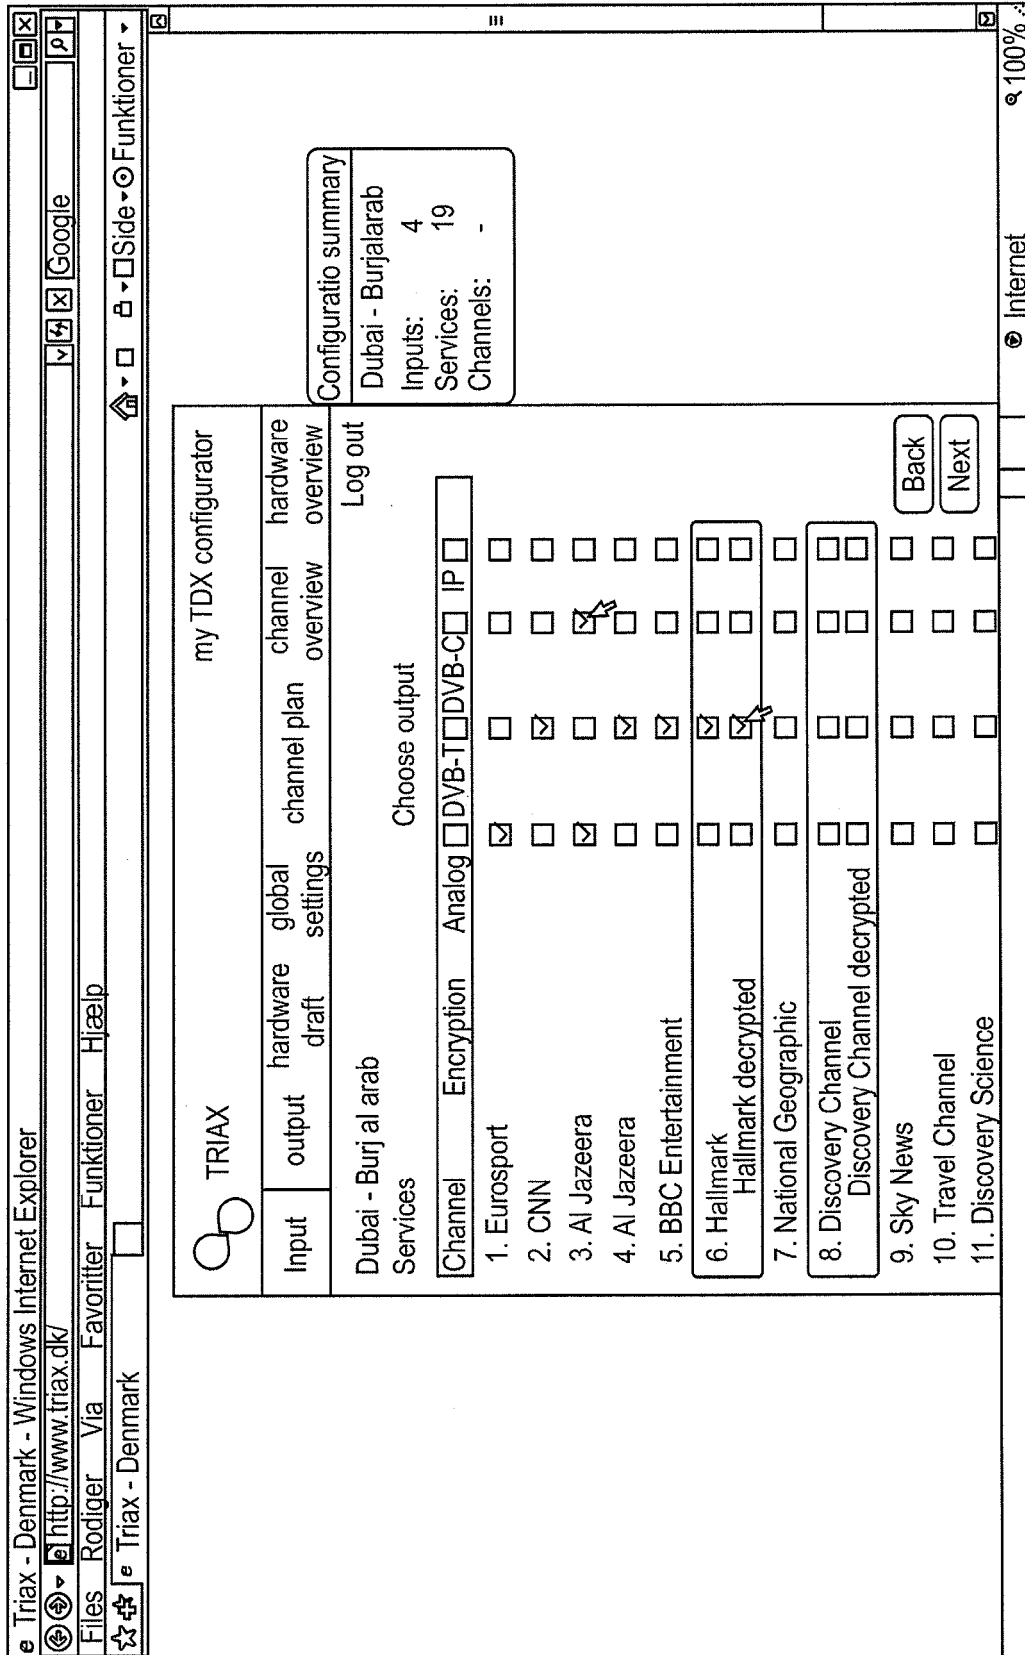 e Triax - Denmark - Windows Internet Explorer
e http://www.triax.dk/ Google
Files Rodiger Via Favoritter Funktioner Hjælp
e Triax - Denmark Side Funktioner
TRIAX my TDX configurator
Input output hardware draft global settings channel plan channel overview hardware overview
Dubai - Burj al arab Log out
Services Choose output
Channel Encryption Analog DVB-T DVB-C IP
1. Eurosport
2. CNN
3. Al Jazeera
4. Al Jazeera
5. BBC Entertainment
6. Hallmark
Hallmark decrypted
7. National Geographic
8. Discovery Channel
Discovery Channel decrypted
9. Sky News
10. Travel Channel
11. Discovery Science
Back
Next
Configuratio summary
Dubai - Burjalarab
Inputs: 4
Services: 19
Channels: -
Internet 100%